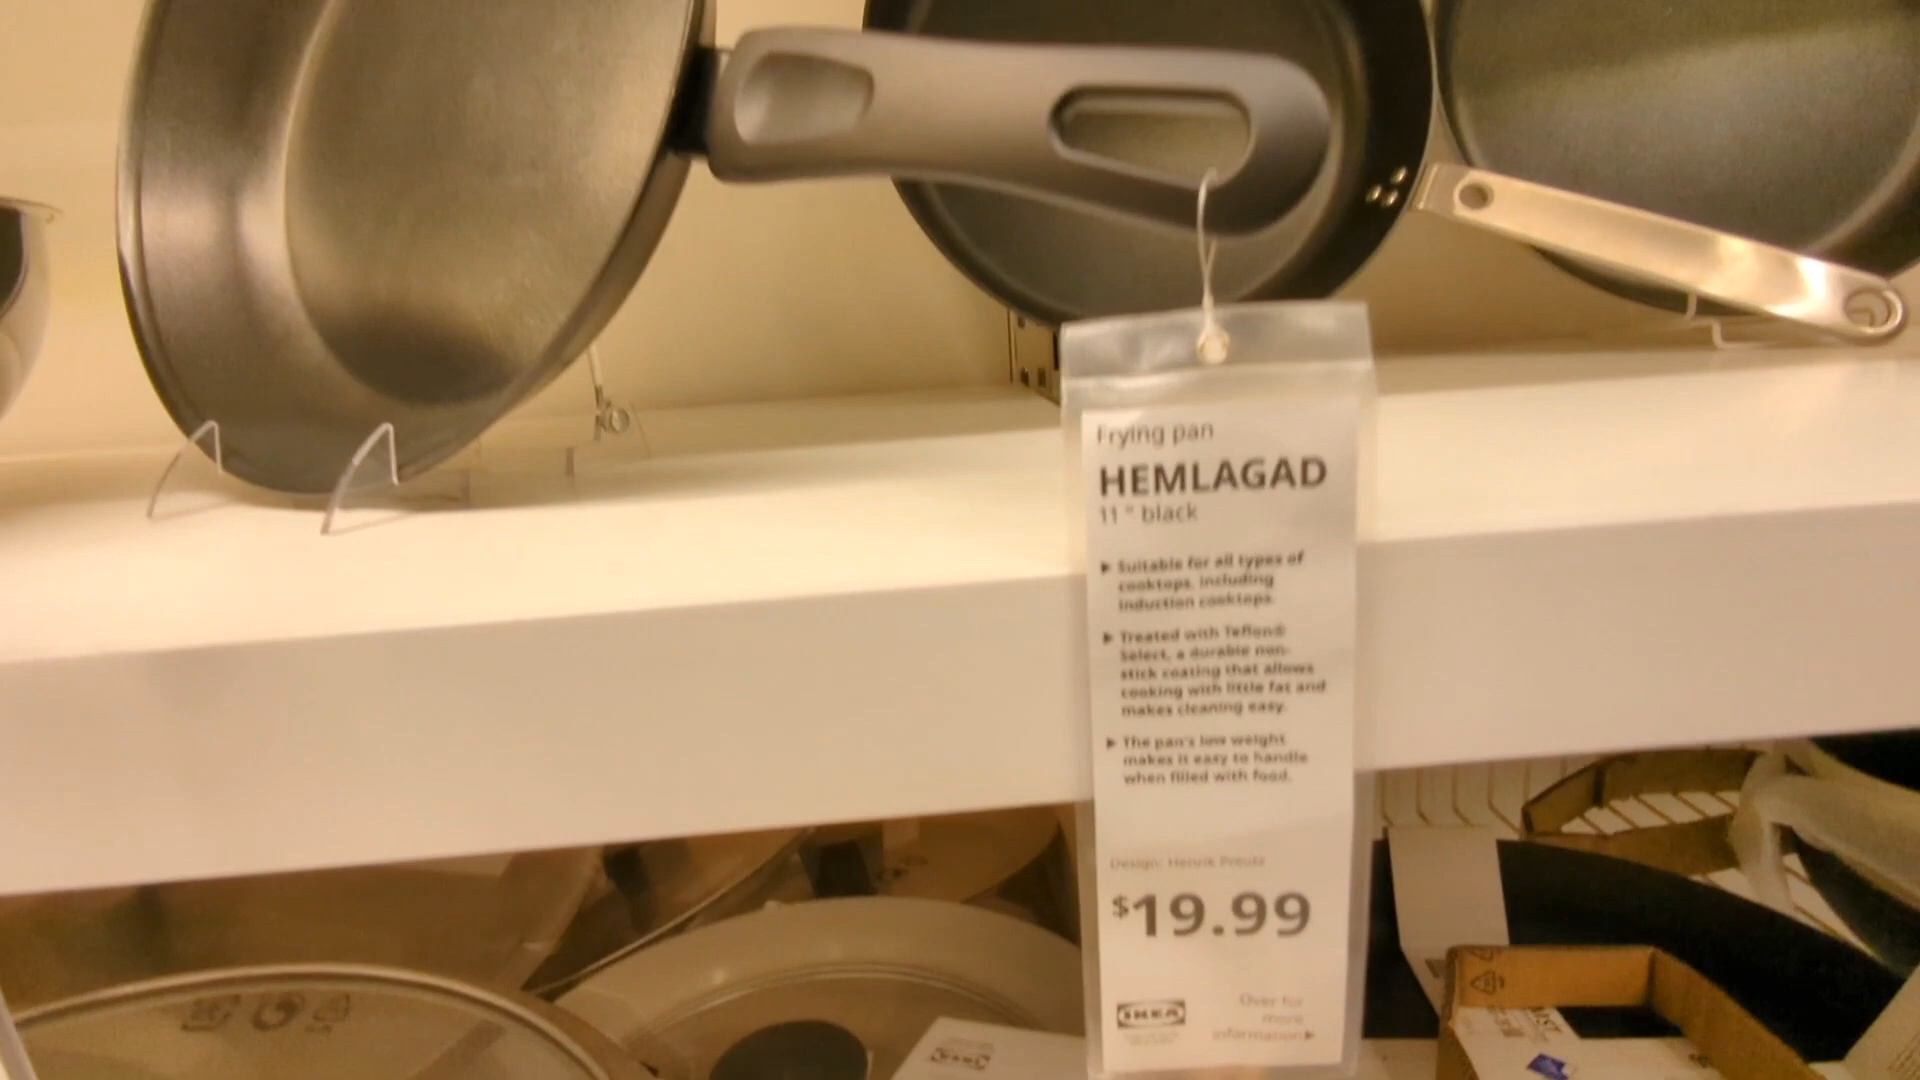 Frying pan
HEMLAGAD
11 " black
▶ Suitable for all types of
cooktops, including
induction cooktops.
▶ Treated with Teflon®
Select, a durable non-
stick coating that allows
cooking with little fat and
makes cleaning easy.
▶ The pan's low weight
makes it easy to handle
when filled with food.
Design: Henrik Preutz
$19.99
IKEA
Over for
more
information▶
IKEA